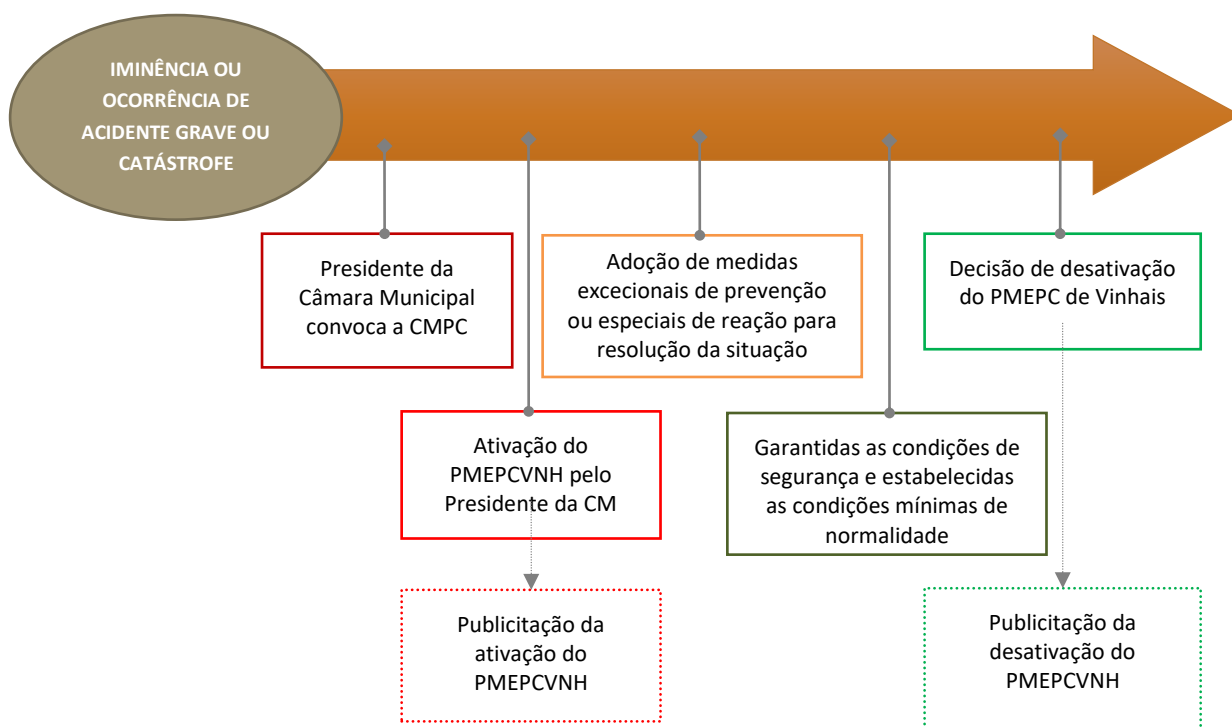 IMINÊNCIA OU
OCORRÊNCIA DE
ACIDENTE GRAVE OU
CATÁSTROFE
Presidente da
Câmara Municipal
convoca a CMPC
Ativação do
PMEPCVNH pelo
Presidente da CM
Publicitação da
ativação do
PMEPCVNH
Adoção de medidas
excecionais de prevenção
ou especiais de reação para
resolução da situação
Garantidas as condições de
segurança e estabelecidas
as condições mínimas de
normalidade
Decisão de desativação
do PMEPC de Vinhais
Publicitação da
desativação do
PMEPCVNH